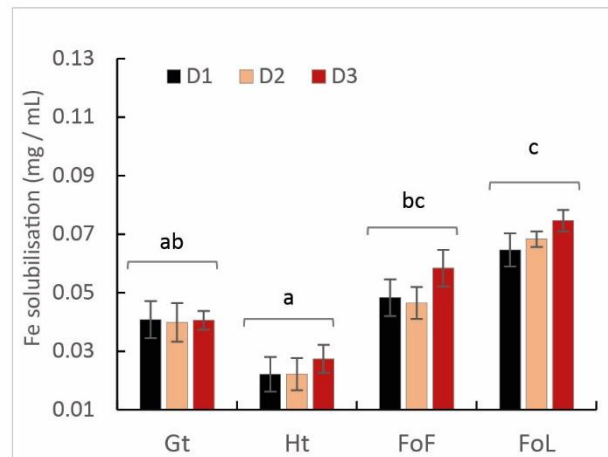 0.13
D1 D2 D3
0.11
0.09
c
bc
0.07
ab
0.05
a
0.03
0.01
Gt Ht FoF FoL
Fe solubilisation (mg / mL)